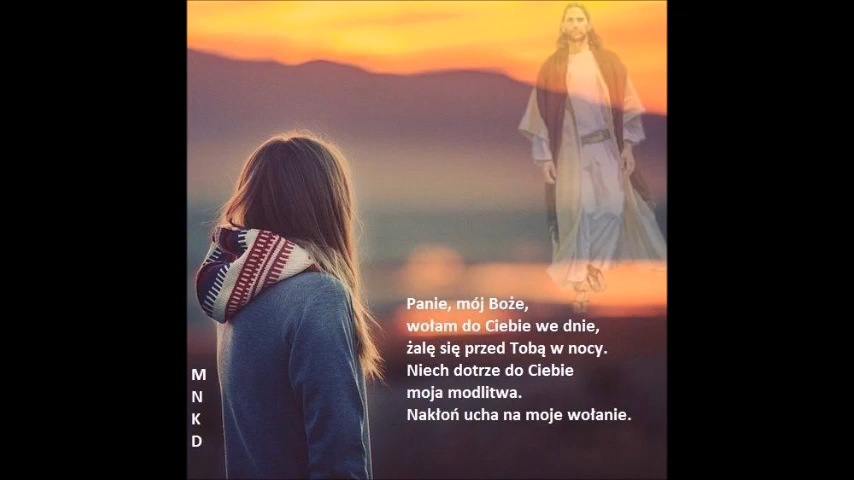 Panie, mój Boże,
wołam do Ciebie we dnie,
żalę się przed Tobą w nocy.
Niech dotrze do Ciebie
moja modlitwa.
Nakłoń ucha na moje wołanie.
M
N
K
D